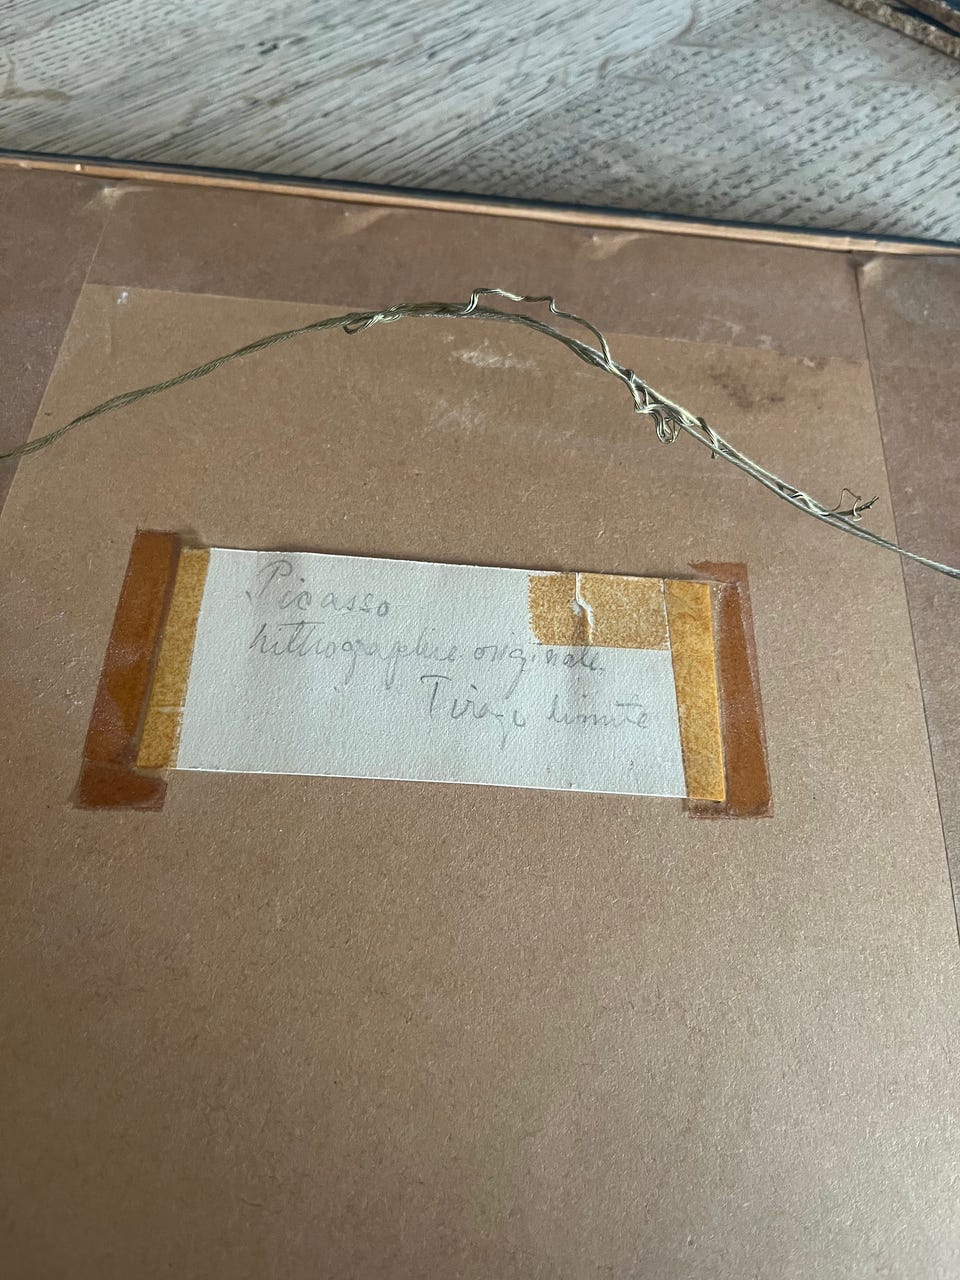 Picasso
lithographie originale
Tirage limité